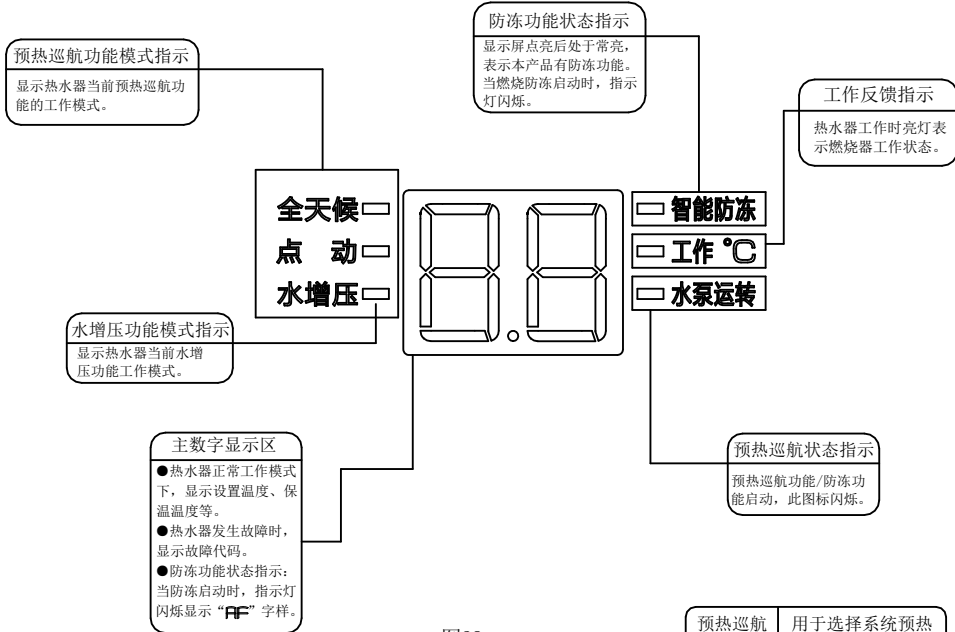 防冻功能状态指示
显示屏点亮后处于常亮，
表示本产品有防冻功能。
当燃烧防冻启动时，指示
灯闪烁。
预热巡航功能模式指示
显示热水器当前预热巡航功
能的工作模式。
工作反馈指示
热水器工作时亮灯表
示燃烧器工作状态。
全天候
点 动
水增压
88
智能防冻
工作 ℃
水泵运转
水增压功能模式指示
显示热水器当前水增
压功能工作模式。
主数字显示区
●热水器正常工作模式
下，显示设置温度、保
温温度等。
●热水器发生故障时，
显示故障代码。
●防冻功能状态指示：
当防冻启动时，指示灯
闪烁显示“AF”字样。
预热巡航状态指示
预热巡航功能/防冻功
能启动，此图标闪烁。
预热巡航
用于选择系统预热